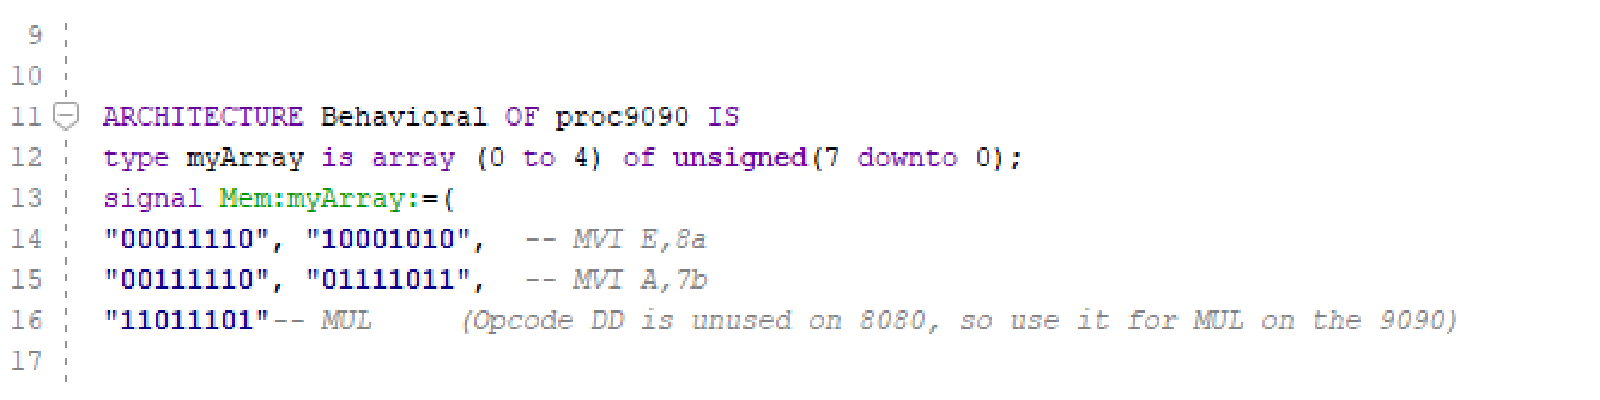 9
10
11 ARCHITECTURE Behavioral OF proc9090 IS
12 type myArray is array (0 to 4) of unsigned(7 downto 0);
13 signal Mem:myArray:=(
14 "00011110", "10001010",  -- MVI E,8a
15 "00111110", "01111011",  -- MVI A,7b
16 "11011101"-- MUL     (Opcode DD is unused on 8080, so use it for MUL on the 9090)
17